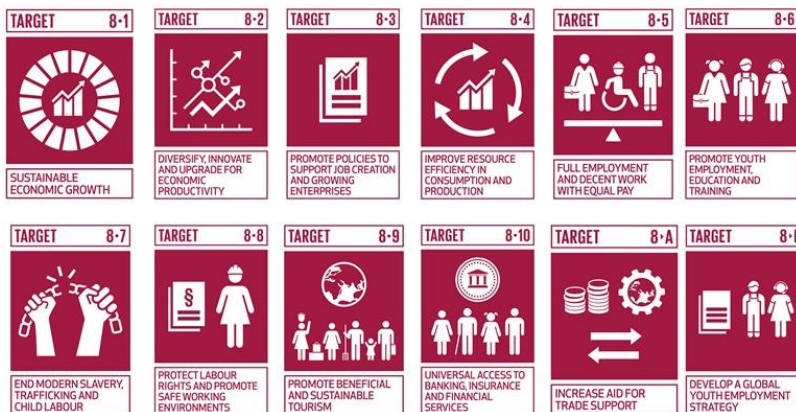 TARGET 8·1
SUSTAINABLE
ECONOMIC GROWTH
TARGET 8·2
DIVERSIFY, INNOVATE
AND UPGRADE FOR
ECONOMIC
PRODUCTIVITY
TARGET 8·3
PROMOTE POLICIES TO
SUPPORT JOB CREATION
AND GROWING
ENTERPRISES
TARGET 8·4
IMPROVE RESOURCE
EFFICIENCY IN
CONSUMPTION AND
PRODUCTION
TARGET 8·5
FULL EMPLOYMENT
AND DECENT WORK
WITH EQUAL PAY
TARGET 8·6
PROMOTE YOUTH
EMPLOYMENT,
EDUCATION AND
TRAINING
TARGET 8·7
END MODERN SLAVERY,
TRAFFICKING AND
CHILD LABOUR
TARGET 8·8
§
PROTECT LABOUR
RIGHTS AND PROMOTE
SAFE WORKING
ENVIRONMENTS
TARGET 8·9
PROMOTE BENEFICIAL
AND SUSTAINABLE
TOURISM
TARGET 8·10
UNIVERSAL ACCESS TO
BANKING, INSURANCE
AND FINANCIAL
SERVICES
TARGET 8·A
INCREASE AID FOR
TRADE SUPPORT
TARGET
DEVELOP A GLOBAL
YOUTH EMPLOYMENT
STRATEGY